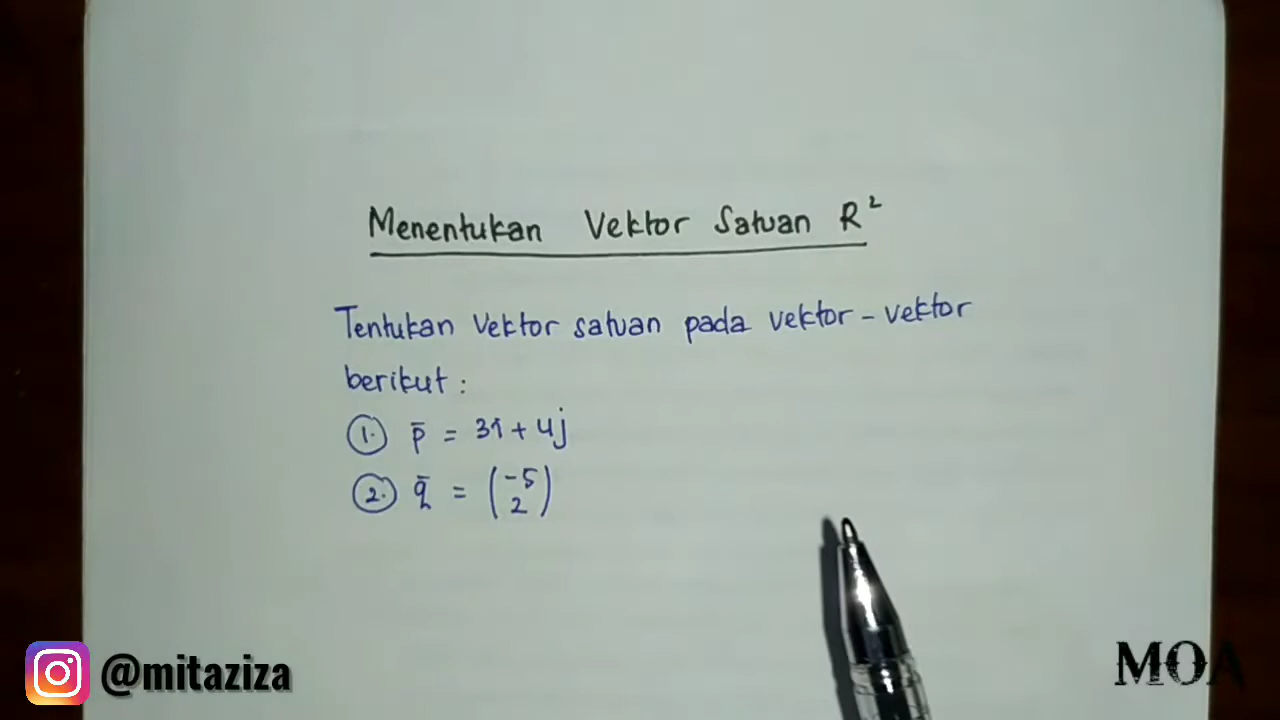 Menentukan Vektor Satuan R²
Tentukan vektor satuan pada vektor-vektor
berikut :
1. p̄ = 3i + 4j
2. q̄ = (-5
2)
@mitaziza
MOA